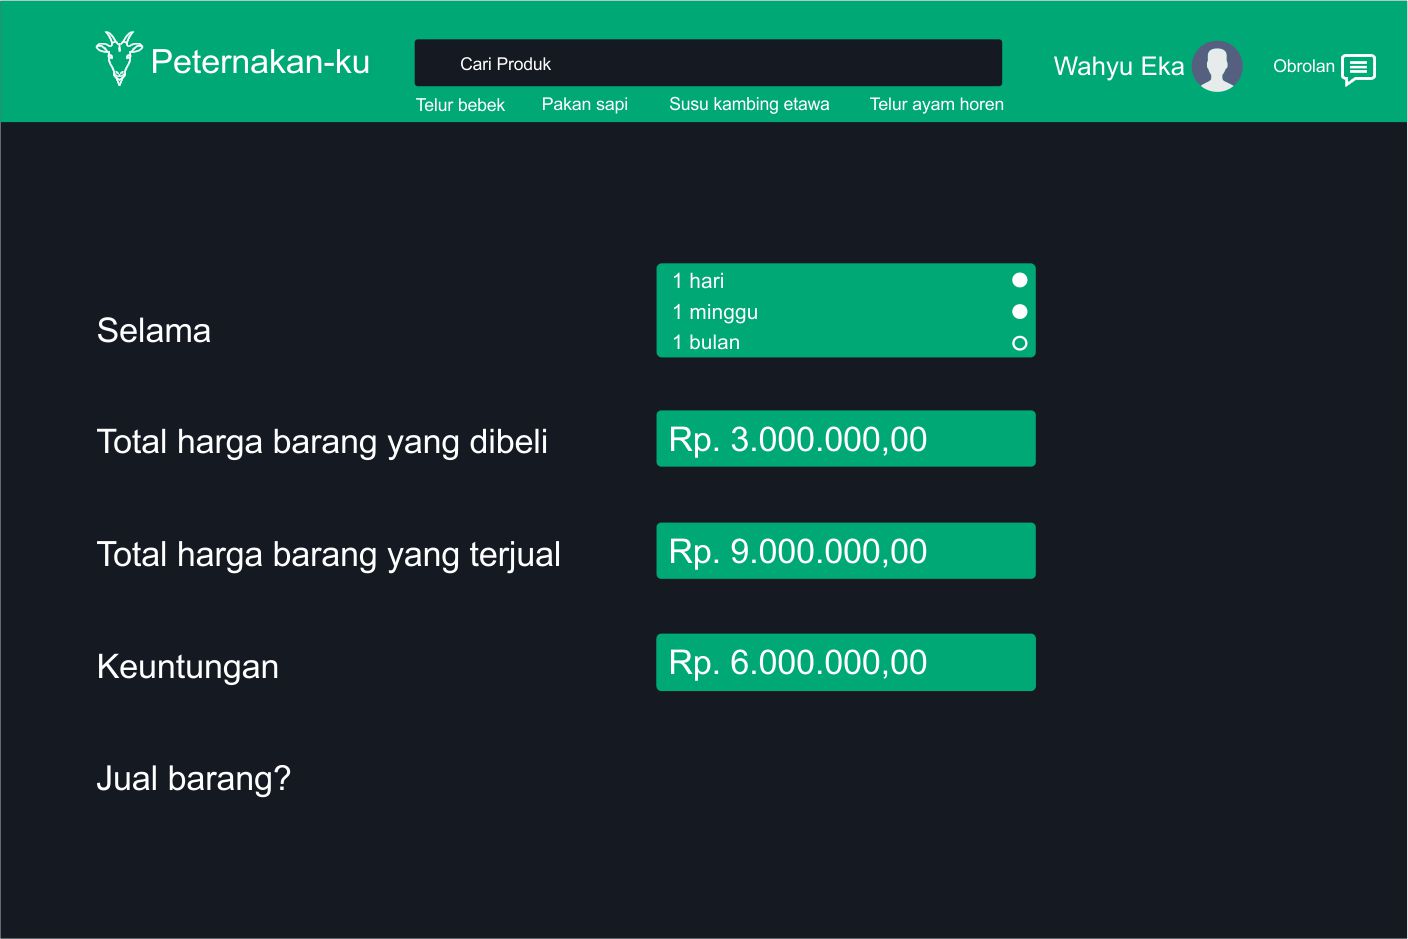 Peternakan-ku
Cari Produk
Wahyu Eka
Obrolan
Telur bebek
Pakan sapi
Susu kambing etawa
Telur ayam horen
Selama
1 hari
1 minggu
1 bulan
Total harga barang yang dibeli
Rp. 3.000.000,00
Total harga barang yang terjual
Rp. 9.000.000,00
Keuntungan
Rp. 6.000.000,00
Jual barang?